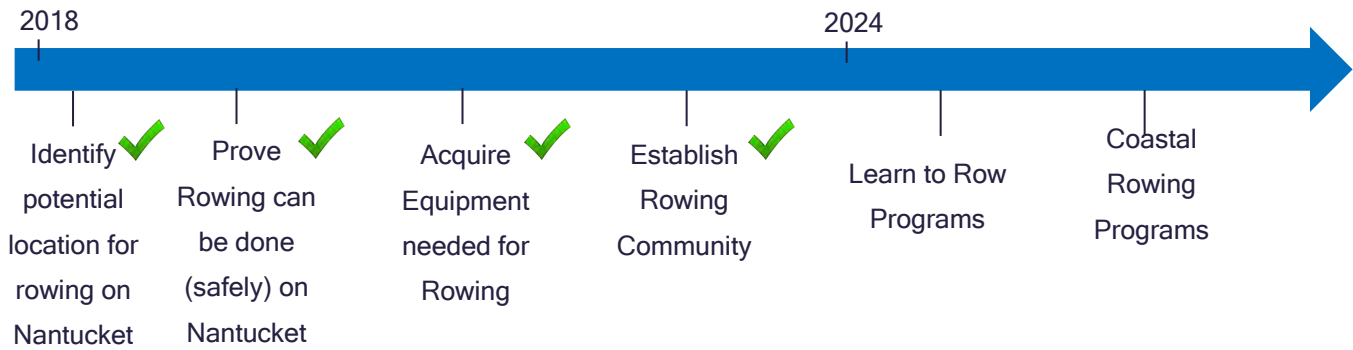 2018
2024
Identify
potential
location for
rowing on
Nantucket
Prove
Rowing can
be done
(safely) on
Nantucket
Acquire
Equipment
needed for
Rowing
Establish
Rowing
Community
Learn to Row
Programs
Coastal
Rowing
Programs